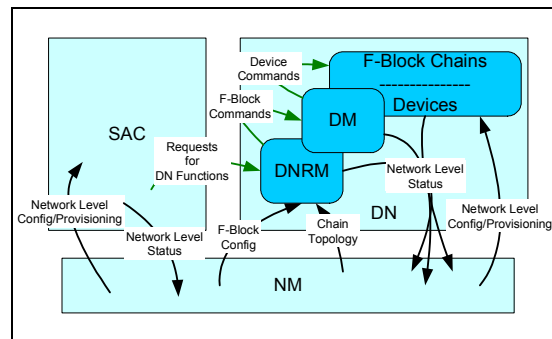 Device
Commands
F-Block Chains
---------------
Devices
F-Block
Commands
DM
SAC
Requests
for
DN Functions
DNRM
Network Level
Status
DN
Network Level
Config/Provisioning
Network Level
Status
F-Block
Config
Chain
Topology
Network Level
Config/Provisioning
NM